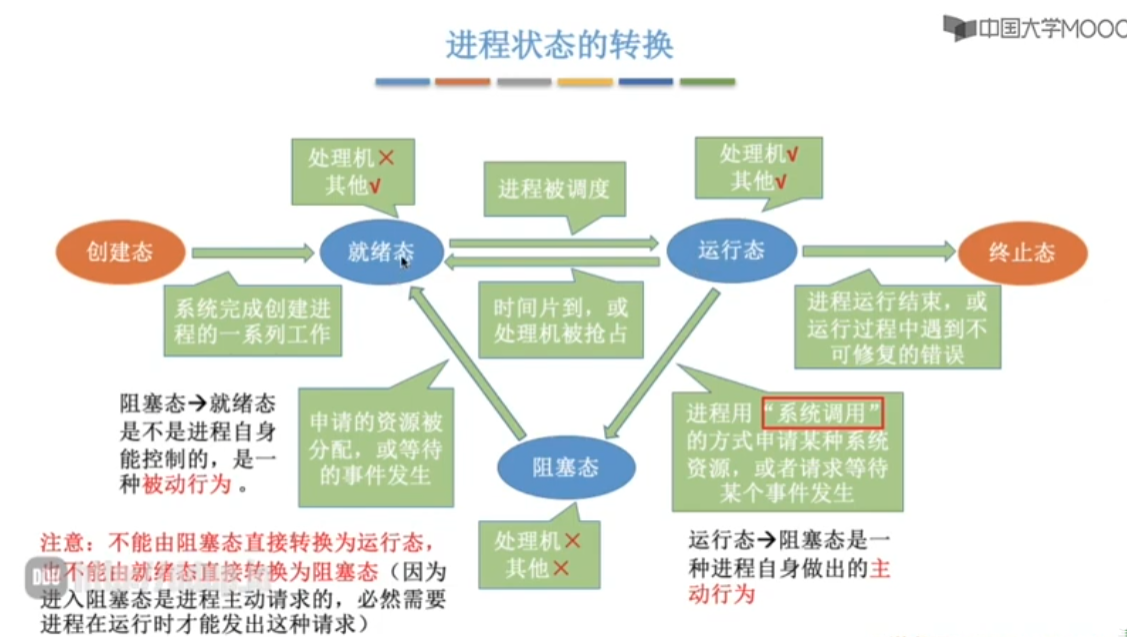 中国大学MOOC
进程状态的转换
处理机×
其他√
进程被调度
处理机√
其他√
创建态
就绪态
运行态
终止态
系统完成创建进
程的一系列工作
时间片到，或
处理机被抢占
进程运行结束，或
运行过程中遇到不
可修复的错误
阻塞态→就绪态
是不是进程自身
能控制的，是一
种被动行为。
申请的资源被
分配，或等待
的事件发生
进程用“系统调用”
的方式申请某种系统
资源，或者请求等待
某个事件发生
阻塞态
处理机×
其他×
运行态→阻塞态是一
种进程自身做出的主
动行为
注意：不能由阻塞态直接转换为运行态，
也不能由就绪态直接转换为阻塞态（因为
进入阻塞态是进程主动请求的，必然需要
进程在运行时才能发出这种请求）